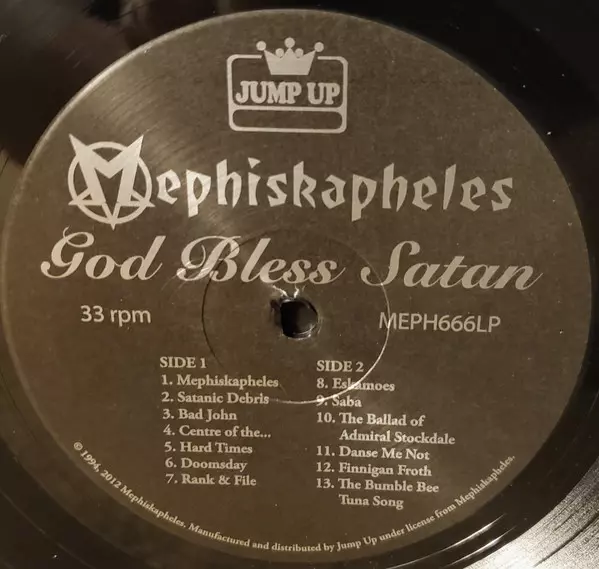 JUMP UP
Mephiskapheles
God Bless Satan
33 rpm
MEPH666LP
SIDE 1
1. Mephiskapheles
2. Satanic Debris
3. Bad John
4. Centre of the...
5. Hard Times
6. Doomsday
7. Rank & File
SIDE 2
8. Eskamoes
9. Saba
10. The Ballad of
Admiral Stockdale
11. Danse Me Not
12. Finnigan Froth
13. The Bumble Bee
Tuna Song
© 1994, 2012 Mephiskapheles. Manufactured and distributed by Jump Up under license from Mephiskapheles.